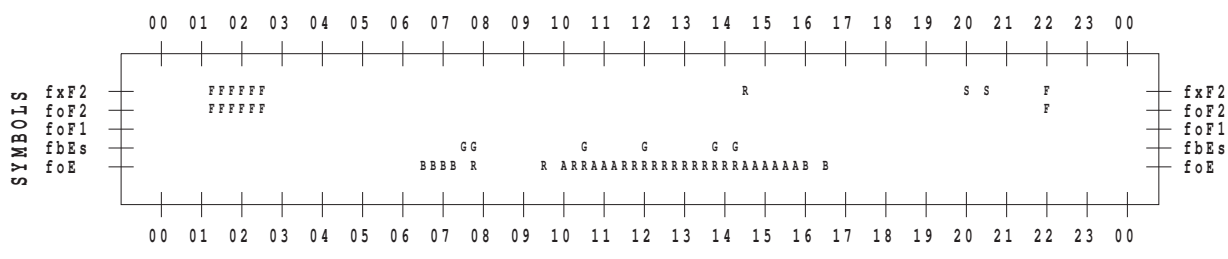 00 01 02 03 04 05 06 07 08 09 10 11 12 13 14 15 16 17 18 19 20 21 22 23 00
SYMBOLS
fxF2 FFFFFF R S S F fxF2
foF2 FFFFFF F foF2
foF1 foF1
fbEs GG G G G G fbEs
foE BBBB R R ARRAAARRRRRRRRRRRRAAAAAAB B foE
00 01 02 03 04 05 06 07 08 09 10 11 12 13 14 15 16 17 18 19 20 21 22 23 00